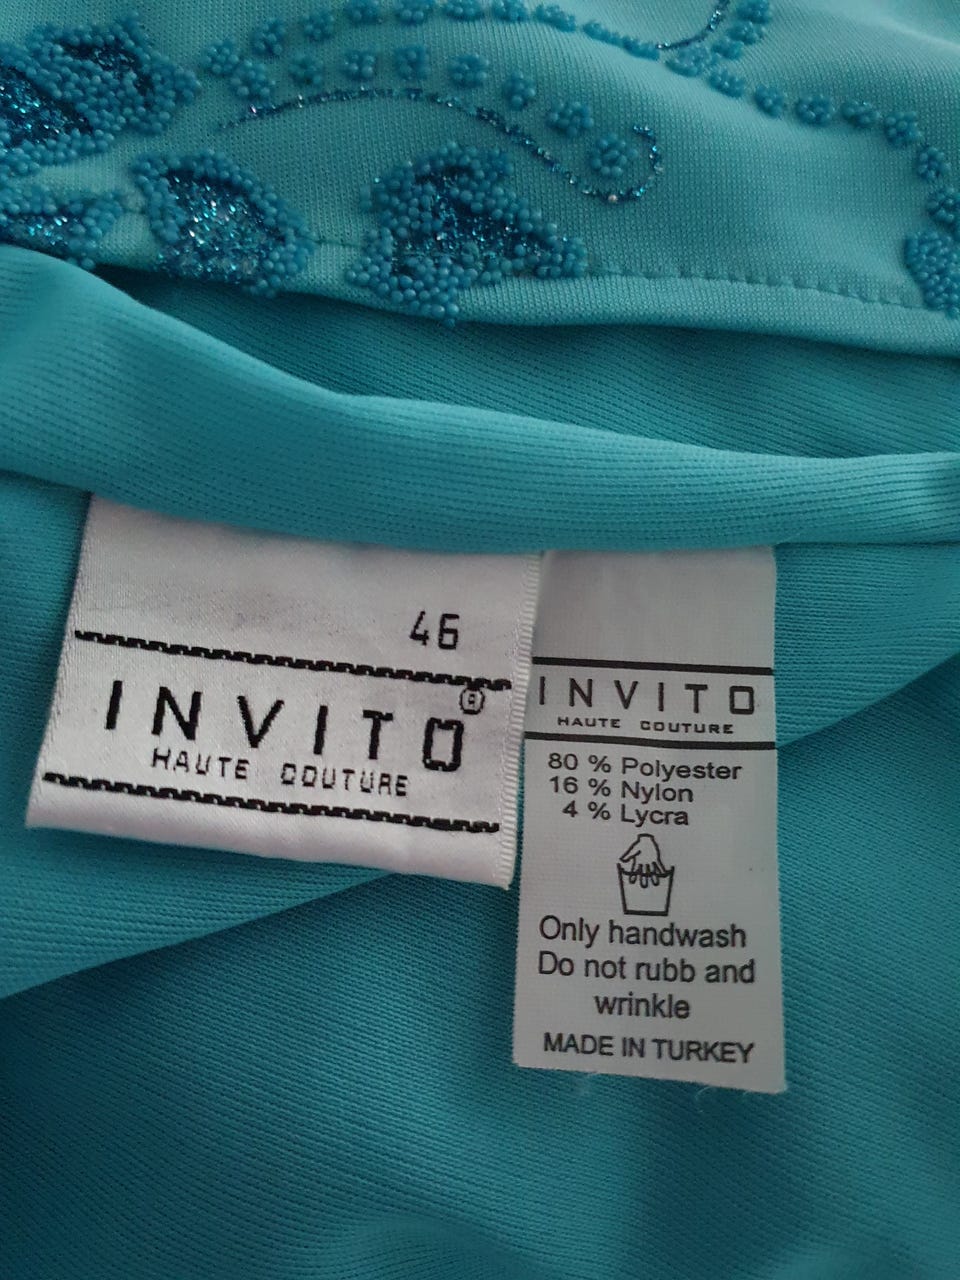 46
INVITO®
HAUTE COUTURE
INVITO
HAUTE COUTURE
80 % Polyester
16 % Nylon
4 % Lycra
Only handwash
Do not rubb and
wrinkle
MADE IN TURKEY